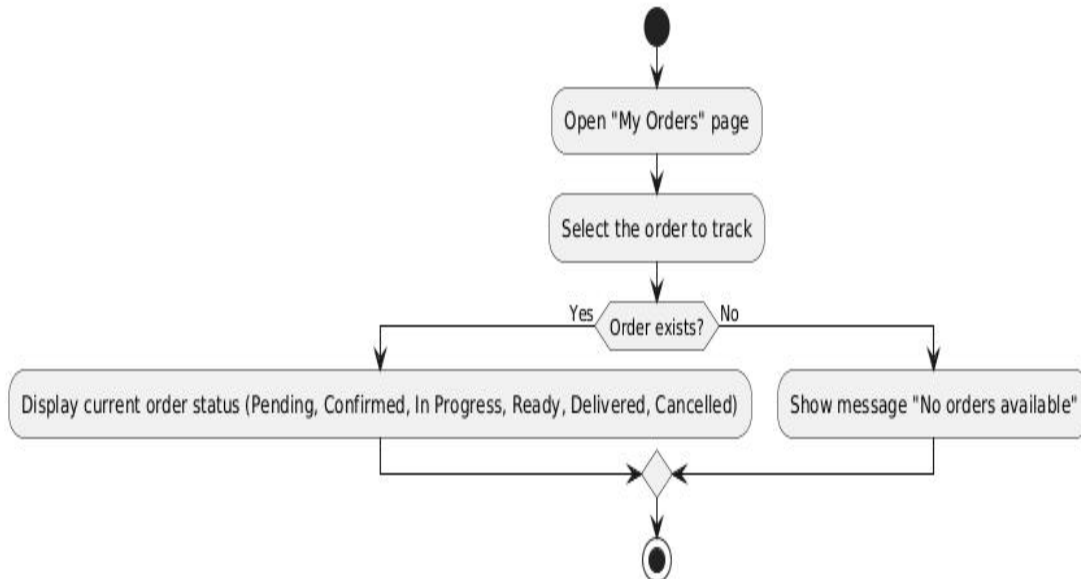 Open "My Orders" page
Select the order to track
Yes
Order exists?
No
Display current order status (Pending, Confirmed, In Progress, Ready, Delivered, Cancelled)
Show message "No orders available"